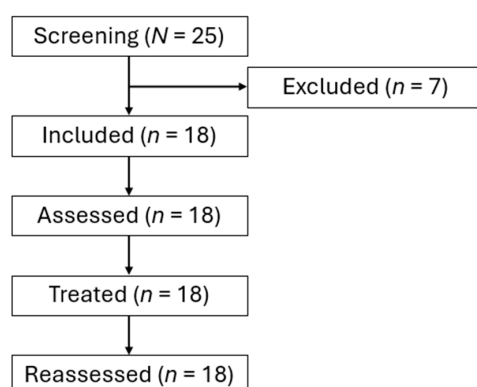 Screening (N = 25)
Excluded (n = 7)
Included (n = 18)
Assessed (n = 18)
Treated (n = 18)
Reassessed (n = 18)